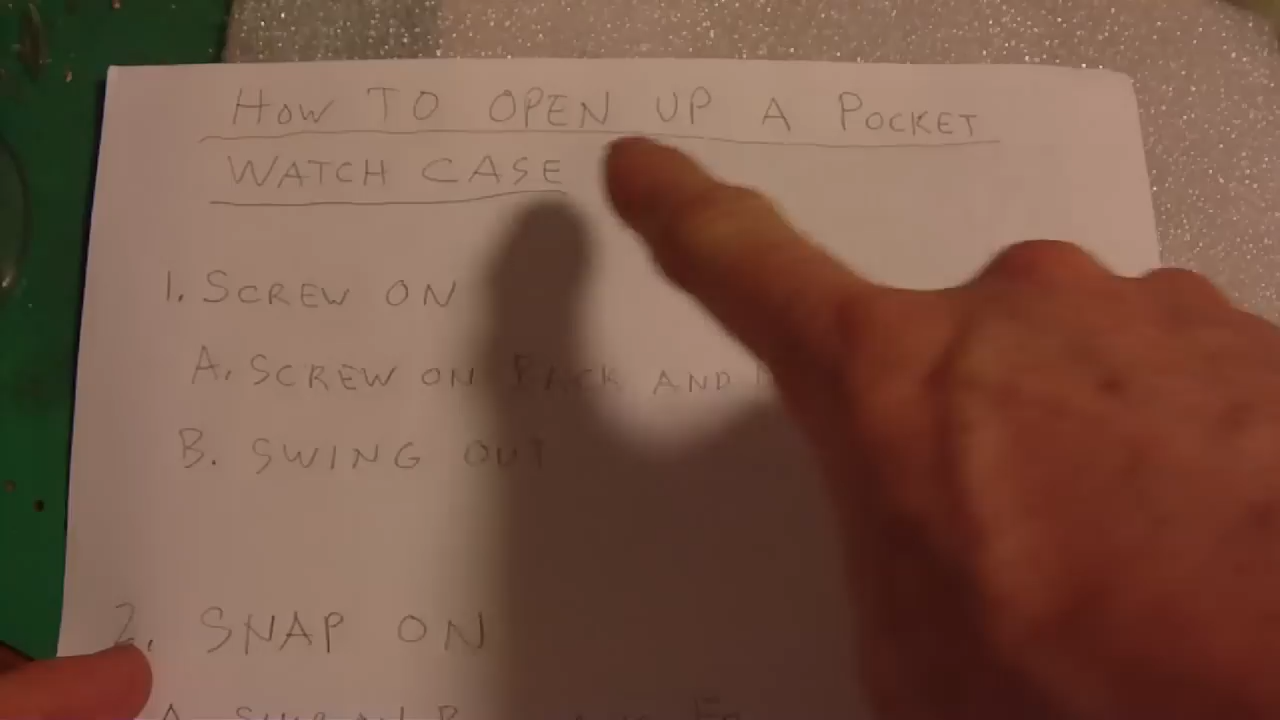 HOW TO OPEN UP A POCKET
WATCH CASE
1. SCREW ON
A. SCREW ON BACK AND
B. SWING OUT
2. SNAP ON
A.